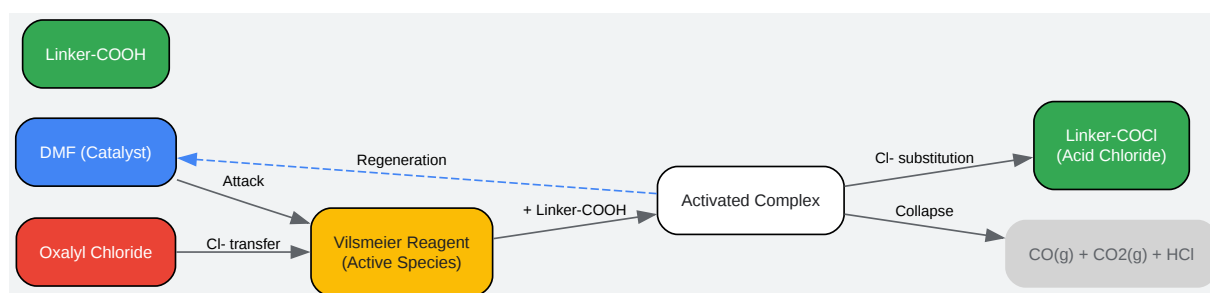 Linker-COOH
DMF (Catalyst)
Oxalyl Chloride
Attack
Cl- transfer
Regeneration
Vilsmeier Reagent
(Active Species)
+ Linker-COOH
Activated Complex
Cl- substitution
Collapse
Linker-COCl
(Acid Chloride)
CO(g) + CO2(g) + HCl